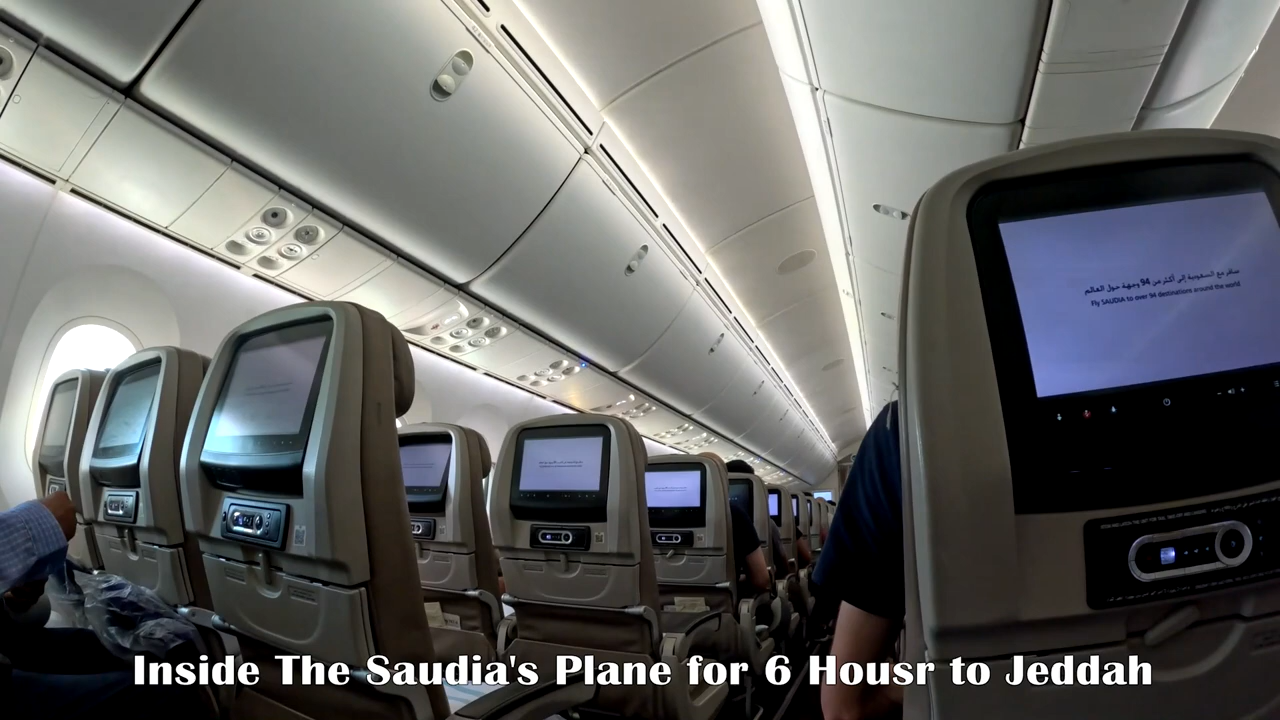 سافر مع السعودية إلى أكثر من 94 وجهة حول العالم
Fly SAUDIA to over 94 destinations around the world
Inside The Saudia's Plane for 6 Housr to Jeddah